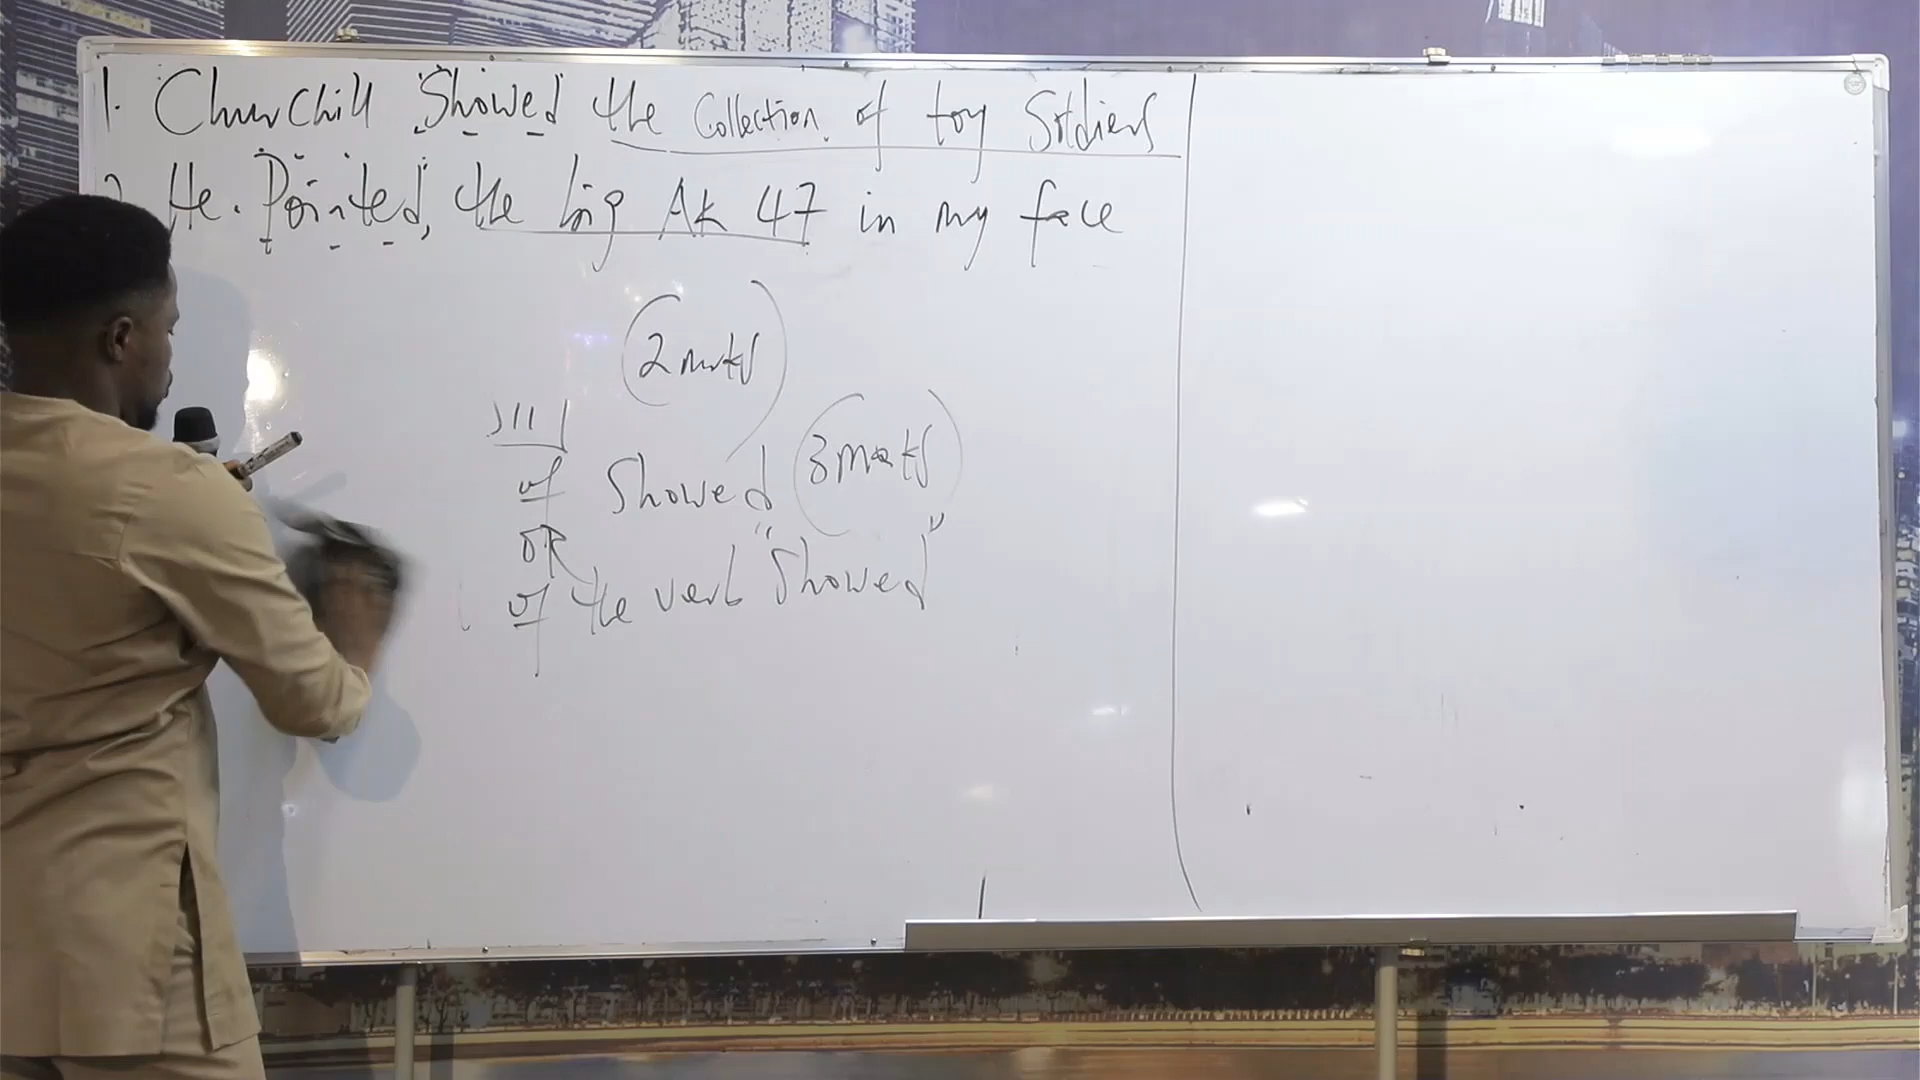 1. Churchill Showed the Collection of toy Soldiers
2. He Pointed, the big Ak 47 in my face
(2 marks)
of Showed (3 marks)
OR
of the verb "Showed"